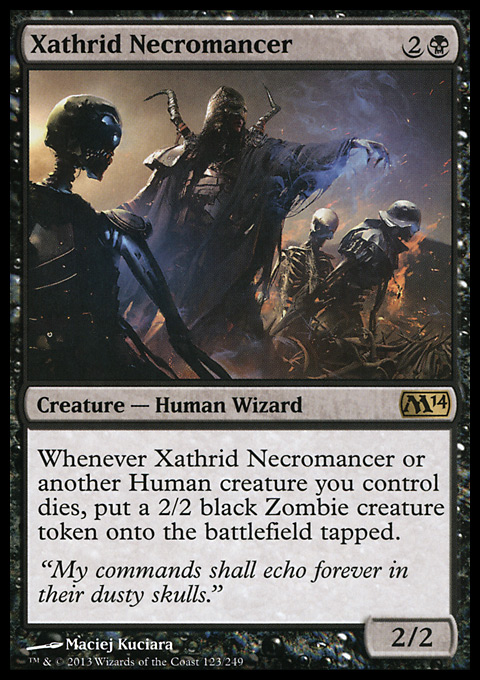 Xathrid Necromancer 2
Creature — Human Wizard M14
Whenever Xathrid Necromancer or
another Human creature you control
dies, put a 2/2 black Zombie creature
token onto the battlefield tapped.
“My commands shall echo forever in
their dusty skulls.”
2/2
Maciej Kuciara
™ & © 2013 Wizards of the Coast 123/249